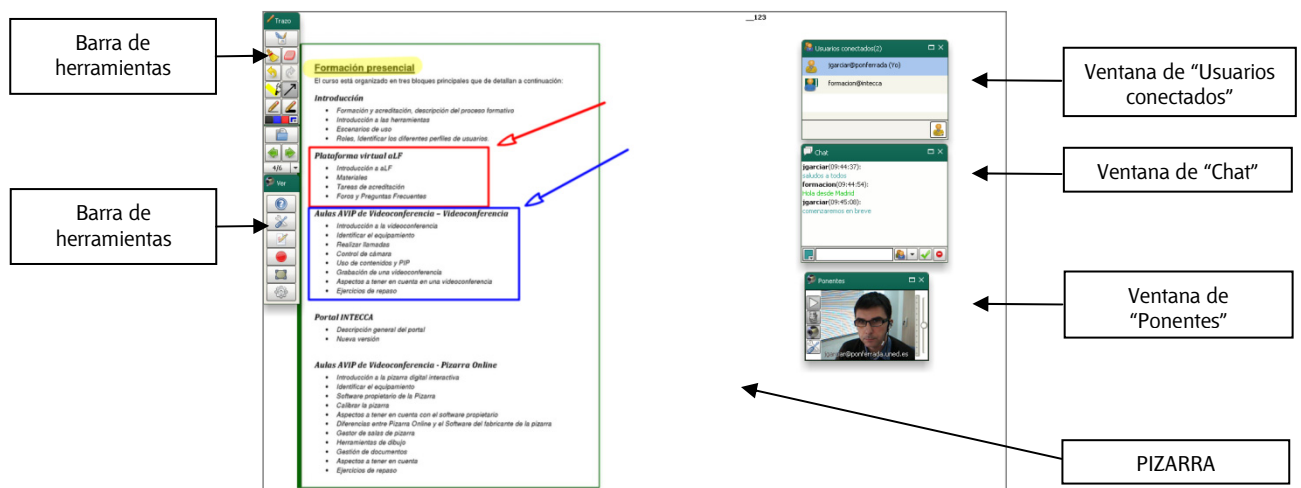 Barra de
herramientas
Barra de
herramientas
Trazo
4/6
Ver
__123
Formación presencial
El curso está organizado en tres bloques principales que de detallan a continuación:
Introducción
• Formación y acreditación, descripción del proceso formativo
• Introducción a las herramientas
• Escenarios de uso
• Roles, Identificar los diferentes perfiles de usuarios.
Plataforma virtual aLF
• Introducción a aLF
• Materiales
• Tareas de acreditación
• Foros y Preguntas Frecuentes
Aulas AVIP de Videoconferencia – Videoconferencia
• Introducción a la videoconferencia
• Identificar el equipamiento
• Realizar llamadas
• Control de cámara
• Uso de contenidos y PIP
• Grabación de una videoconferencia
• Aspectos a tener en cuenta en una videoconferencia
• Ejercicios de repaso
Portal INTECCA
• Descripción general del portal
• Nueva versión
Aulas AVIP de Videoconferencia - Pizarra Online
• Introducción a la pizarra digital interactiva
• Identificar el equipamiento
• Software propietario de la Pizarra
• Calibrar la pizarra
• Aspectos a tener en cuenta con el software propietario
• Diferencias entre Pizarra Online y el Software del fabricante de la pizarra
• Gestor de salas de pizarra
• Herramientas de dibujo
• Gestión de documentos
• Aspectos a tener en cuenta
• Ejercicios de repaso
Usuarios conectados(2)
jgarciar@ponferrada (Yo)
formacion@intecca
Chat
jgarciar(09:44:37):
saludos a todos
formacion(09:44:54):
Hola desde Madrid
jgarciar(09:45:08):
comenzaremos en breve
Ponentes
jgarciar@ponferrada.uned.es
Ventana de “Usuarios
conectados”
Ventana de “Chat”
Ventana de
“Ponentes”
PIZARRA